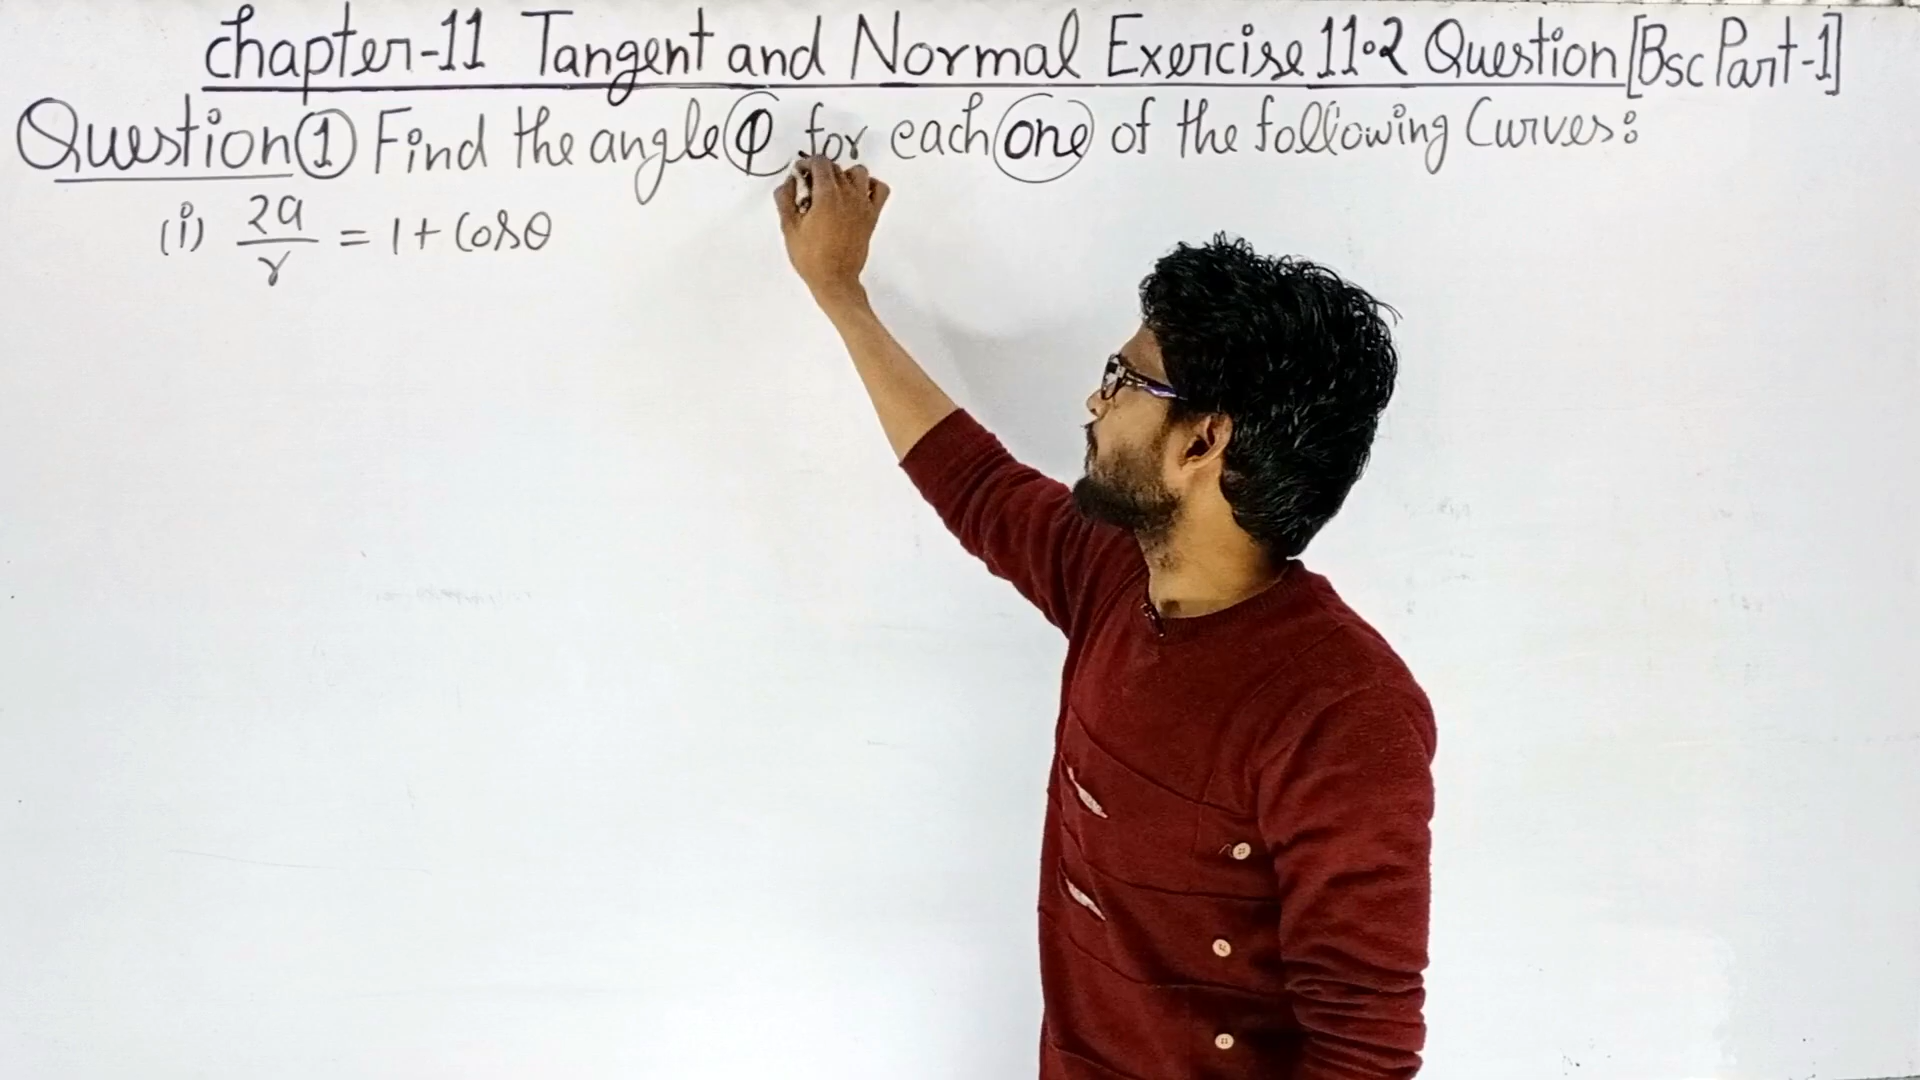 Chapter-11 Tangent and Normal Exercise 11.2 Question [Bsc Part-1]
Question ① Find the angle φ for each one of the following Curves:
(i) 2a/r = 1 + Cosθ